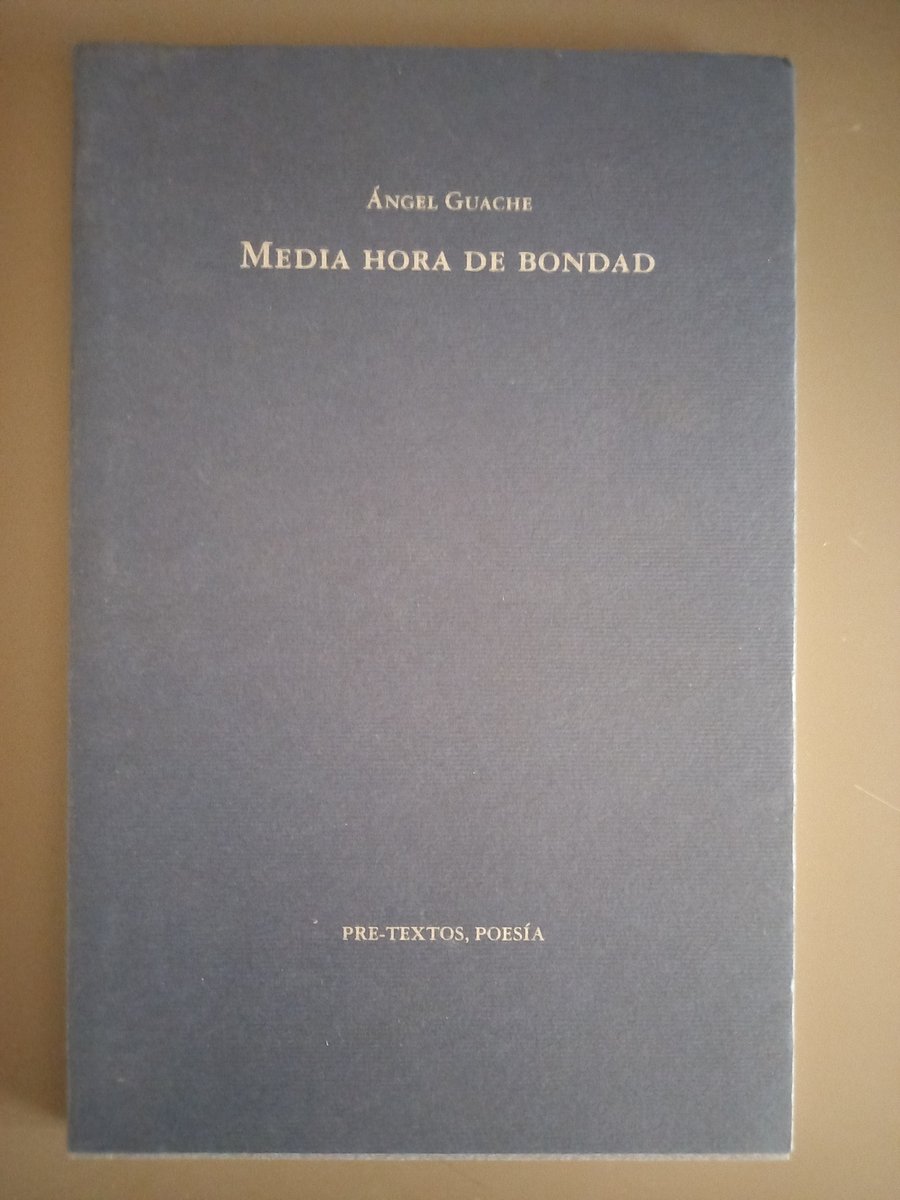 Ángel Guache
Media hora de bondad
PRE-TEXTOS, POESÍA